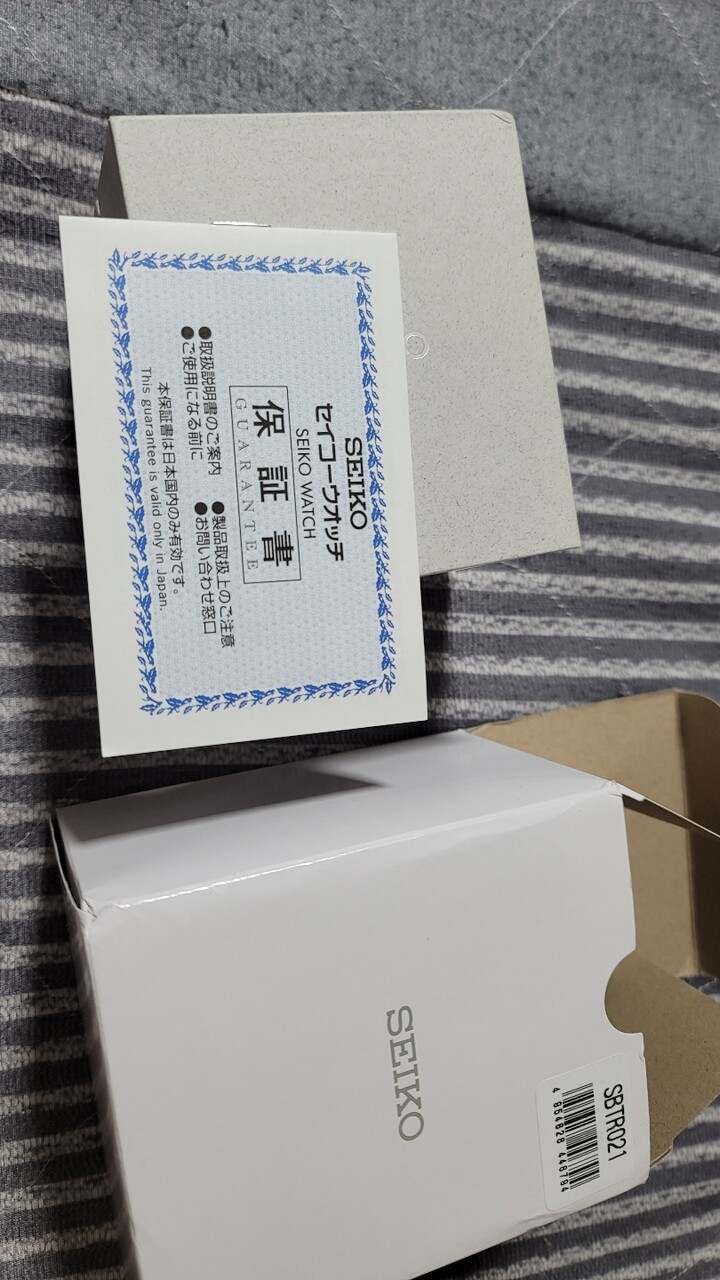 SEIKO
セイコーウオッチ
SEIKO WATCH
保証書
GUARANTEE
●取扱説明書のご案内 ●製品取扱上のご注意
●ご使用になる前に ●お問い合わせ窓口
本保証書は日本国内のみ有効です。
This guarantee is valid only in Japan.
SEIKO
SBTR021
4 954628 446794